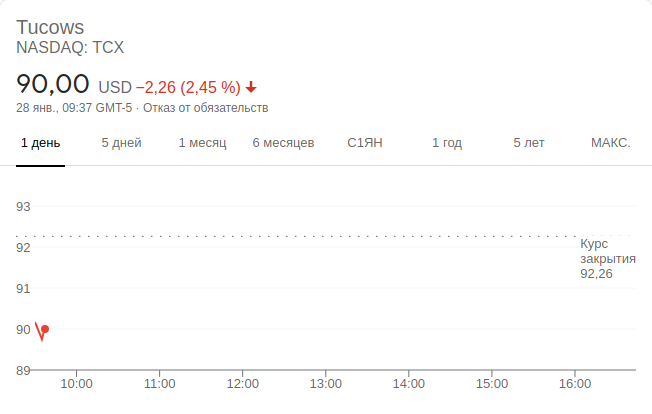 Tucows
NASDAQ: TCX
90,00 USD −2,26 (2,45 %)
28 янв., 09:37 GMT-5 · Отказ от обязательств
1 день 5 дней 1 месяц 6 месяцев С1ЯН 1 год 5 лет МАКС.
93
92
Курс
закрытия
92,26
91
90
89
10:00 11:00 12:00 13:00 14:00 15:00 16:00